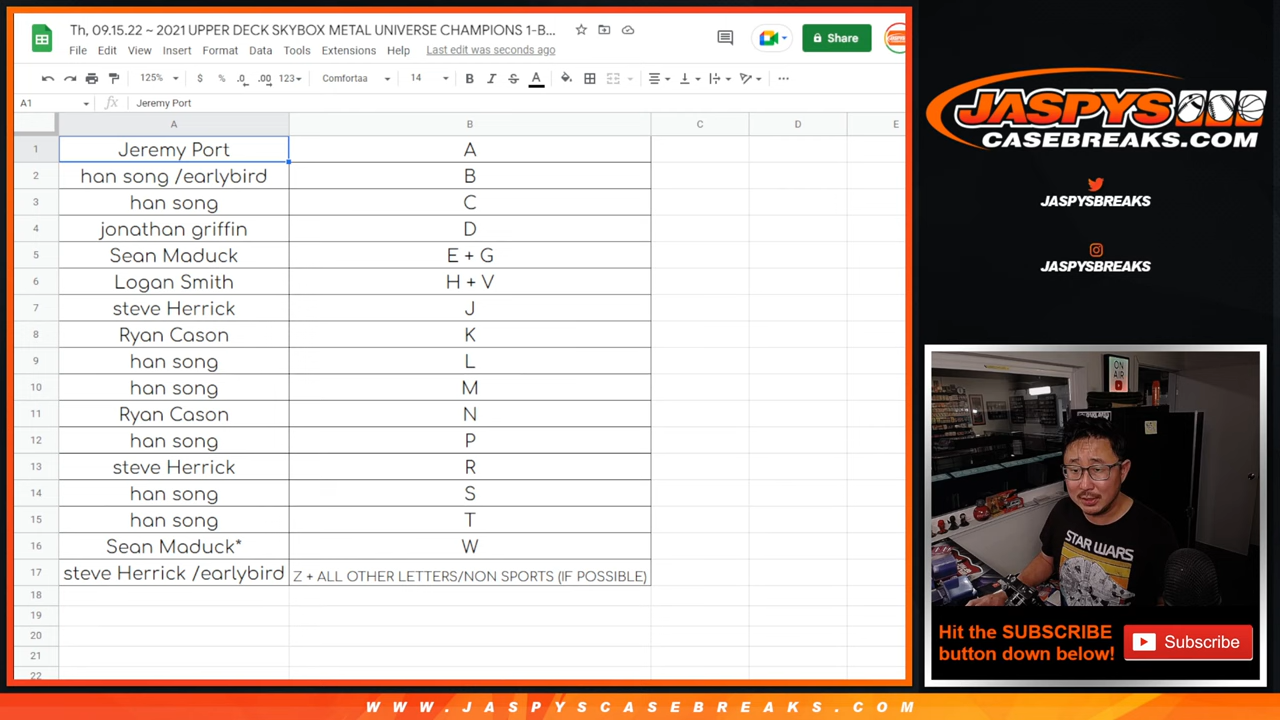 Th, 09.15.22 ~ 2021 UPPER DECK SKYBOX METAL UNIVERSE CHAMPIONS 1-B...
File Edit View Insert Format Data Tools Extensions Help Last edit was seconds ago
Share
125% $ % .0 .00 123 Comfortaa 14 B I S A
A1 fx Jeremy Port
A B C D E
1 Jeremy Port A
2 han song /earlybird B
3 han song C
4 jonathan griffin D
5 Sean Maduck E + G
6 Logan Smith H + V
7 steve Herrick J
8 Ryan Cason K
9 han song L
10 han song M
11 Ryan Cason N
12 han song P
13 steve Herrick R
14 han song S
15 han song T
16 Sean Maduck* W
17 steve Herrick /earlybird Z + ALL OTHER LETTERS/NON SPORTS (IF POSSIBLE)
18
19
20
21
22
JASPYS
CASEBREAKS.COM
JASPYSBREAKS
JASPYSBREAKS
ON
AIR
STAR WARS
Hit the SUBSCRIBE
button down below!
Subscribe
WWW.JASPYSCASEBREAKS.COM